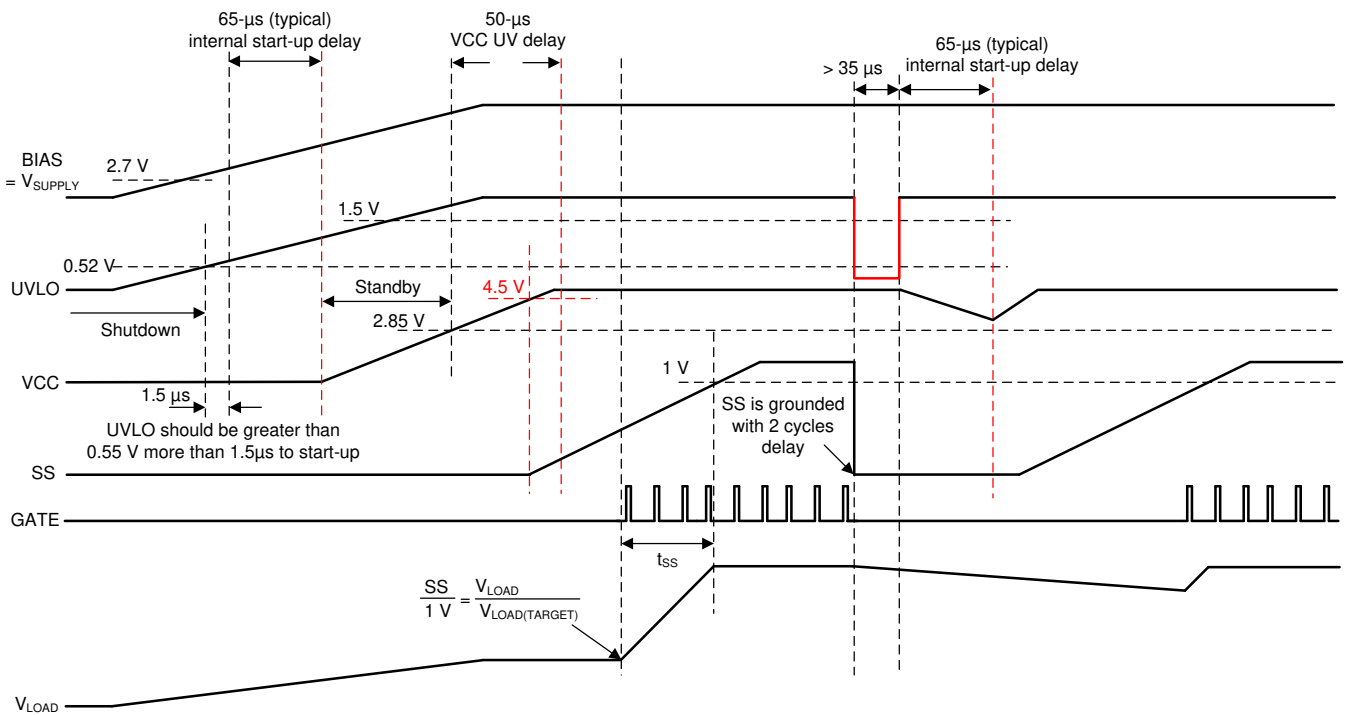 65-µs (typical)
internal start-up delay
50-µs
VCC UV delay
65-µs (typical)
internal start-up delay
> 35 µs
BIAS
= VSUPPLY
2.7 V
1.5 V
0.52 V
UVLO
Standby
4.5 V
Shutdown
2.85 V
VCC
1 V
1.5 µs
SS is grounded
with 2 cycles
delay
UVLO should be greater than
0.55 V more than 1.5µs to start-up
SS
GATE
tSS
SS
1 V
=
VLOAD
VLOAD(TARGET)
VLOAD